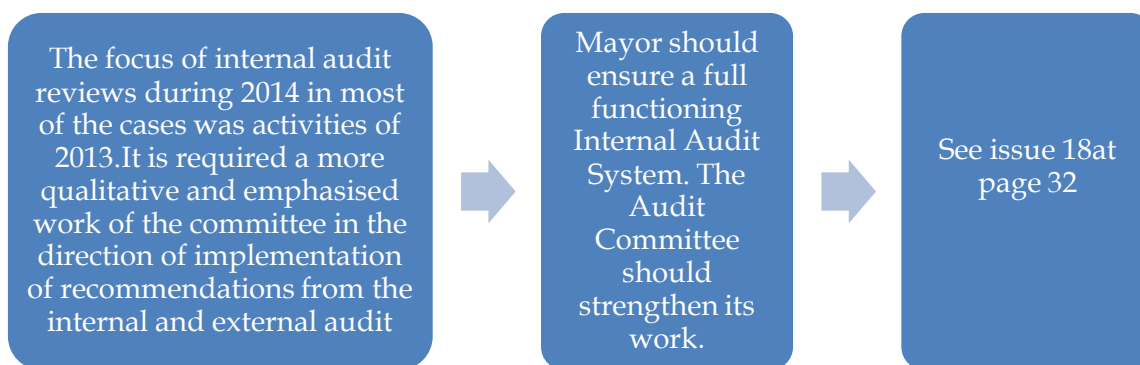 The focus of internal audit
reviews during 2014 in most
of the cases was activities of
2013.It is required a more
qualitative and emphasised
work of the committee in the
direction of implementation
of recommendations from the
internal and external audit
Mayor should
ensure a full
functioning
Internal Audit
System. The
Audit
Committee
should
strengthen its
work.
See issue 18at
page 32